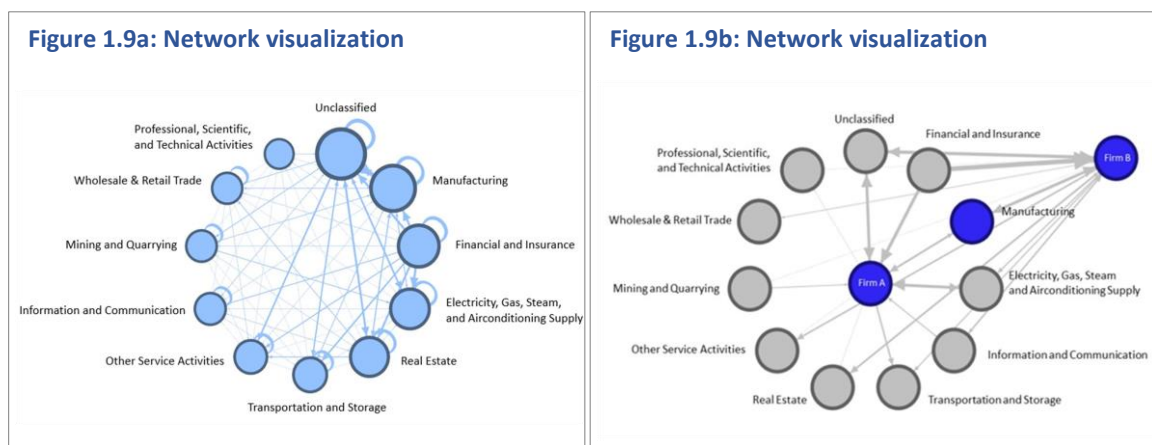 Figure 1.9a: Network visualization
Unclassified
Professional, Scientific,
and Technical Activities
Manufacturing
Wholesale & Retail Trade
Mining and Quarrying
Financial and Insurance
Information and Communication
Electricity, Gas, Steam,
and Airconditioning Supply
Other Service Activities
Real Estate
Transportation and Storage
Figure 1.9b: Network visualization
Unclassified
Financial and Insurance
Professional, Scientific,
and Technical Activities
Firm B
Wholesale & Retail Trade
Manufacturing
Mining and Quarrying
Firm A
Electricity, Gas, Steam
and Airconditioning Supply
Other Service Activities
Information and Communication
Real Estate
Transportation and Storage